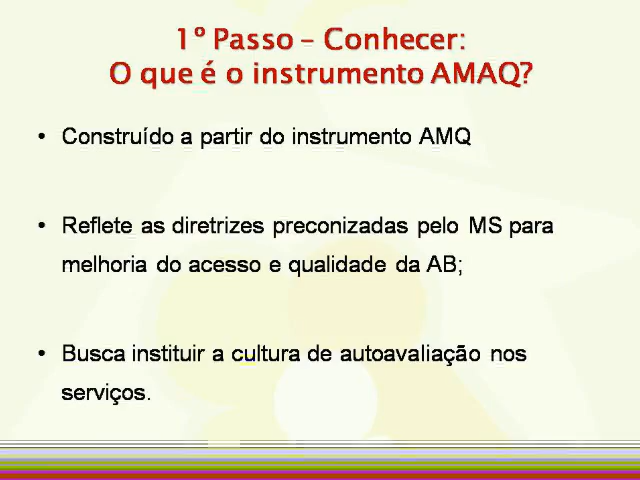 1º Passo – Conhecer:
O que é o instrumento AMAQ?
• Construído a partir do instrumento AMQ
• Reflete as diretrizes preconizadas pelo MS para
melhoria do acesso e qualidade da AB;
• Busca instituir a cultura de autoavaliação nos
serviços.